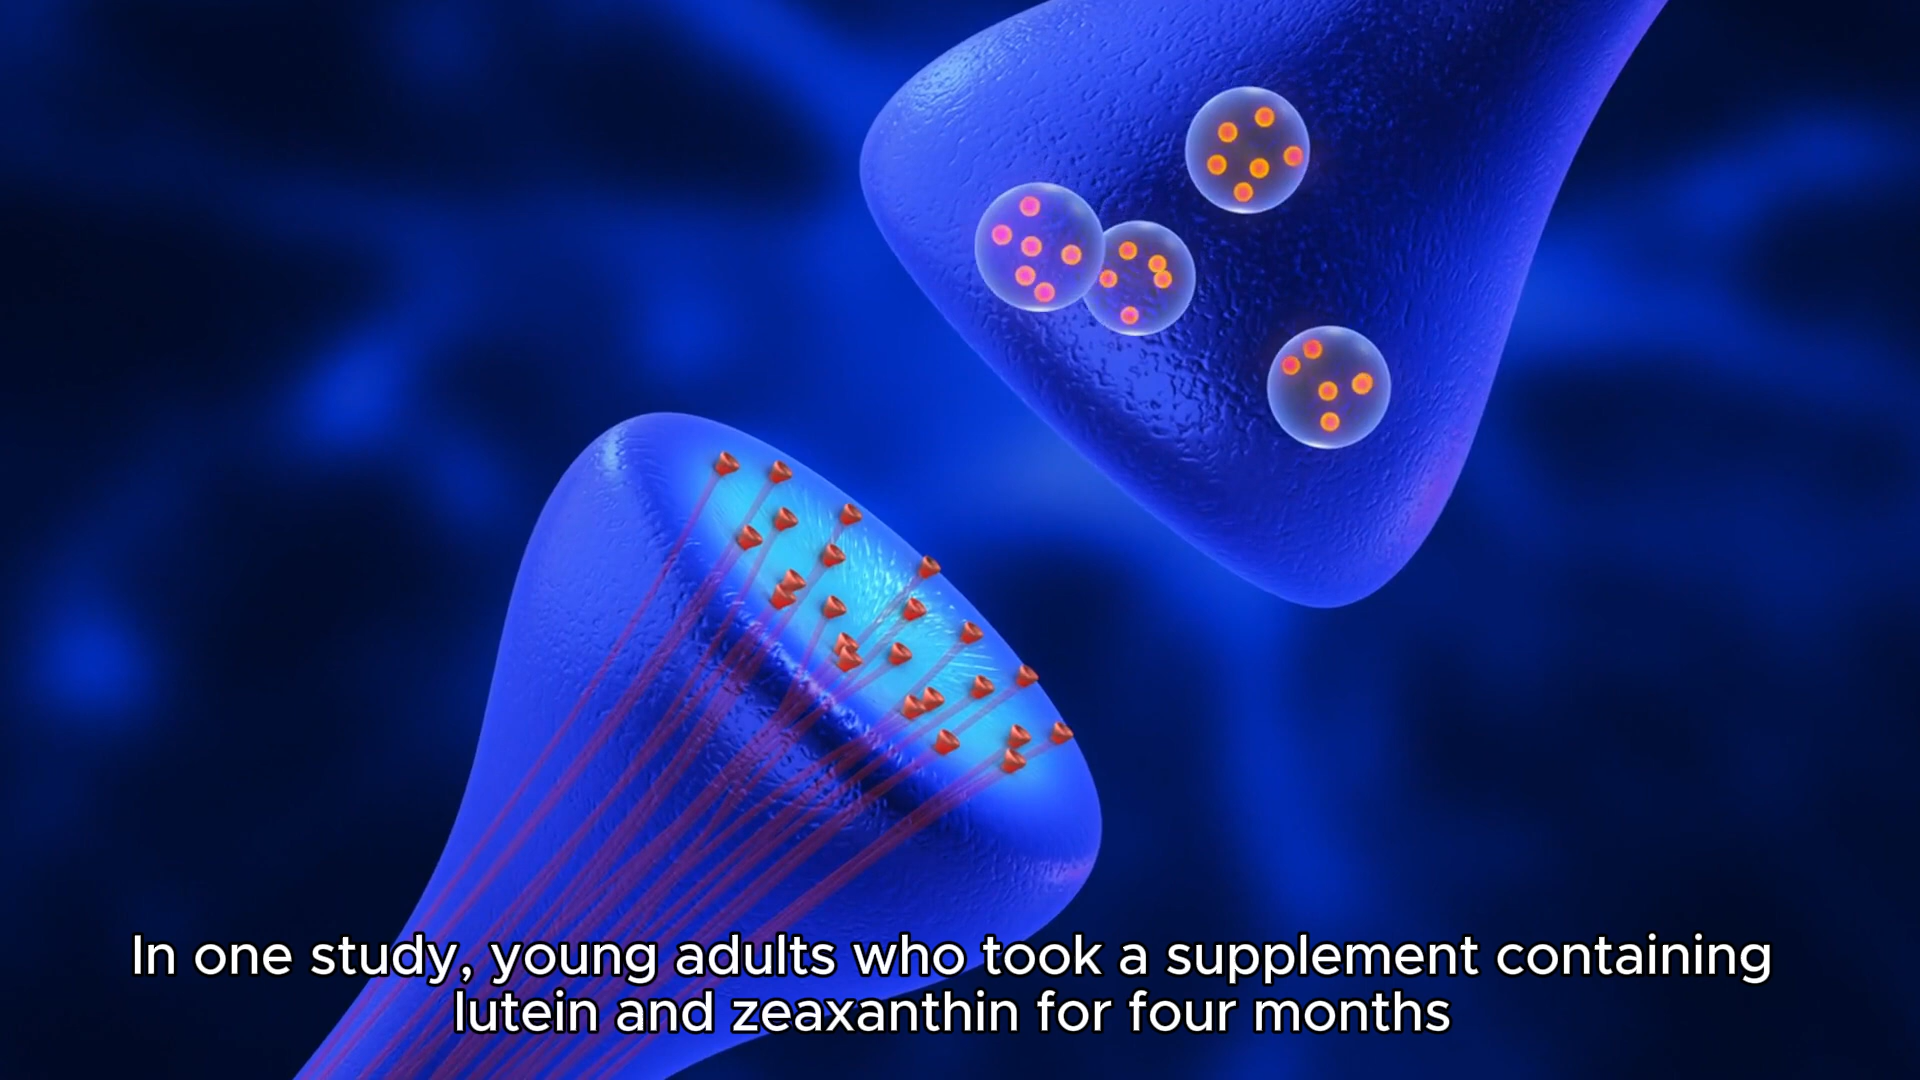 In one study, young adults who took a supplement containing
lutein and zeaxanthin for four months